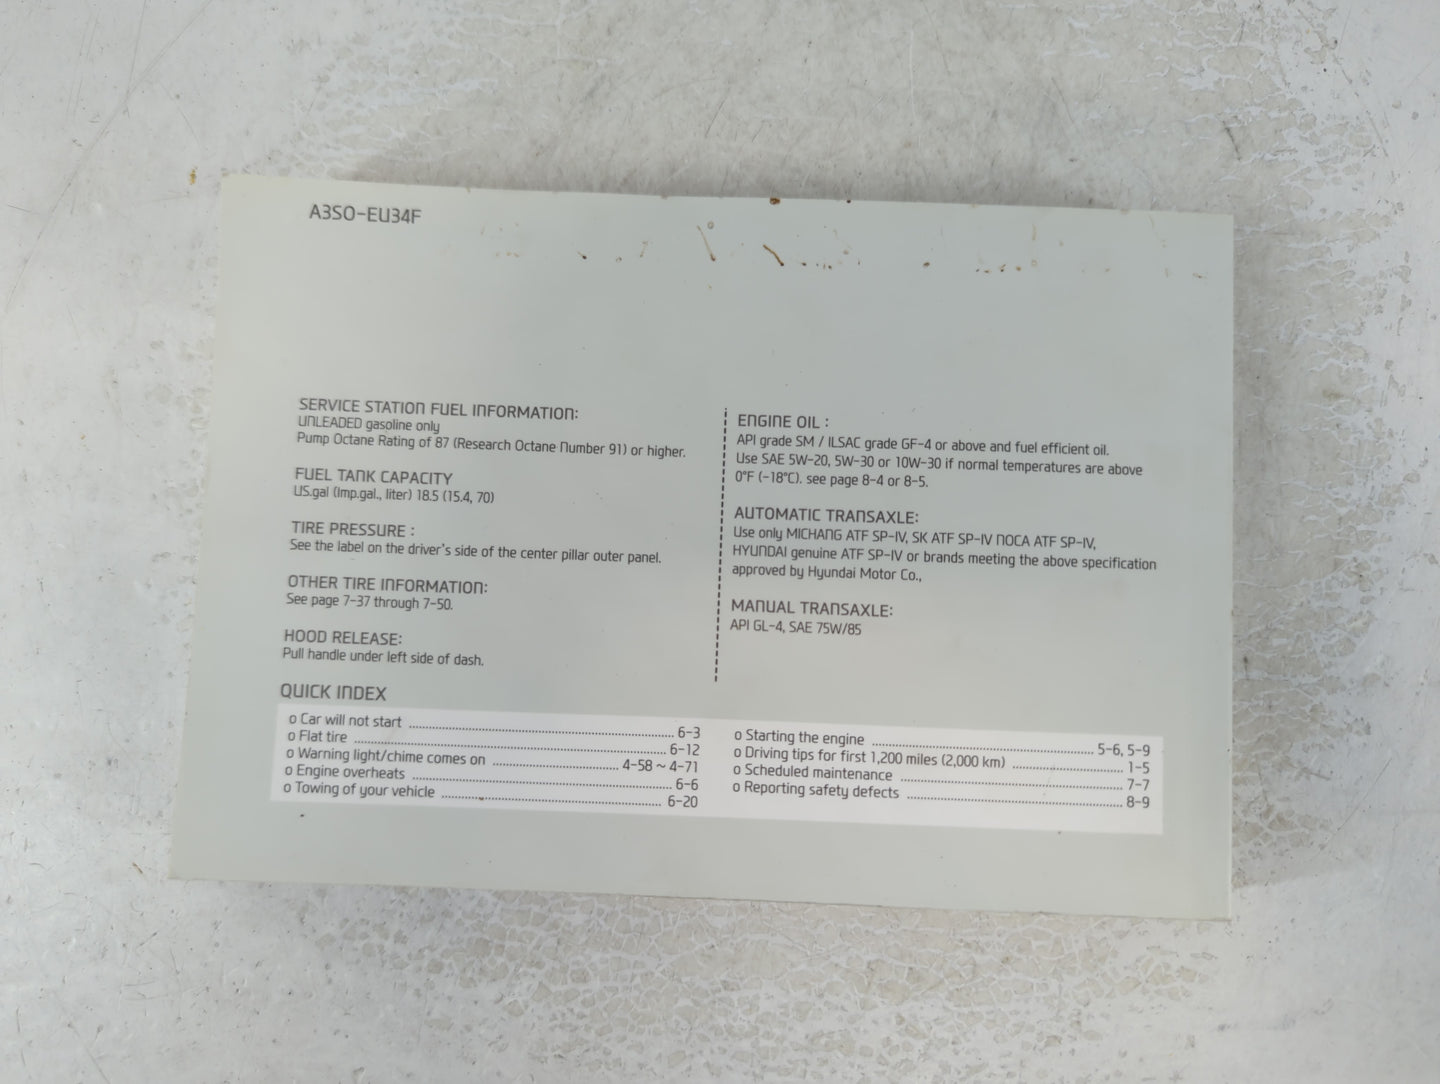 A3SO-EU34F
SERVICE STATION FUEL INFORMATION:
UNLEADED gasoline only
Pump Octane Rating of 87 (Research Octane Number 91) or higher.
FUEL TANK CAPACITY
US.gal (Imp.gal., liter) 18.5 (15.4, 70)
TIRE PRESSURE :
See the label on the driver's side of the center pillar outer panel.
OTHER TIRE INFORMATION:
See page 7-37 through 7-50.
HOOD RELEASE:
Pull handle under left side of dash.
ENGINE OIL :
API grade SM / ILSAC grade GF-4 or above and fuel efficient oil.
Use SAE 5W-20, 5W-30 or 10W-30 if normal temperatures are above
0°F (-18°C). see page 8-4 or 8-5.
AUTOMATIC TRANSAXLE:
Use only MICHANG ATF SP-IV, SK ATF SP-IV NOCA ATF SP-IV,
HYUNDAI genuine ATF SP-IV or brands meeting the above specification
approved by Hyundai Motor Co.,
MANUAL TRANSAXLE:
API GL-4, SAE 75W/85
QUICK INDEX
o Car will not start 6-3
o Flat tire 6-12
o Warning light/chime comes on 4-58 ~ 4-71
o Engine overheats 6-6
o Towing of your vehicle 6-20
o Starting the engine 5-6, 5-9
o Driving tips for first 1,200 miles (2,000 km) 1-5
o Scheduled maintenance 7-7
o Reporting safety defects 8-9